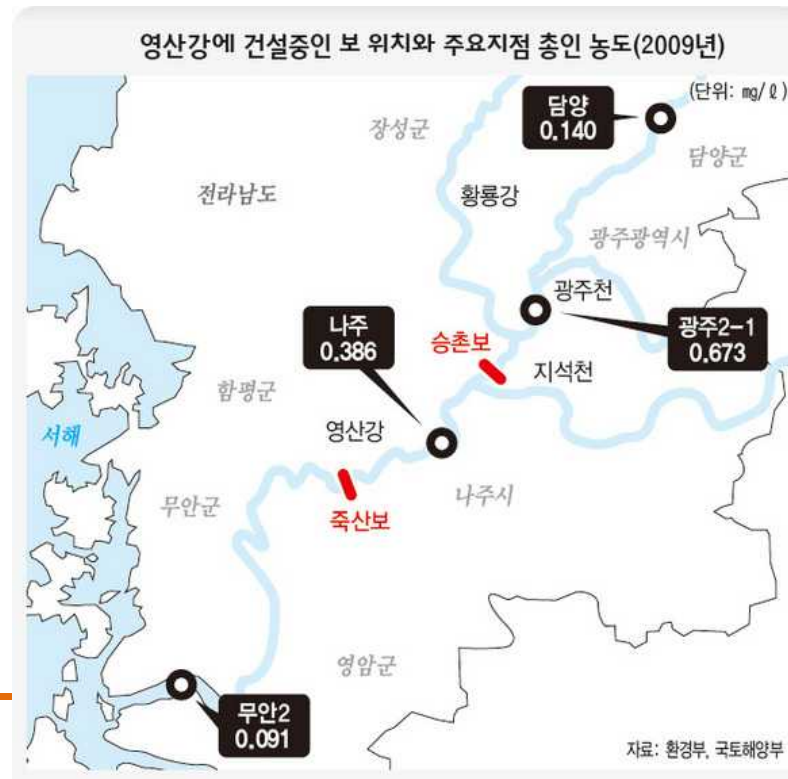 영산강에 건설중인 보 위치와 주요지점 총인 농도(2009년)
(단위: ㎎/ℓ)
담양
0.140
장성군
담양군
전라남도
황룡강
광주광역시
광주천
나주
0.386
광주2-1
0.673
승촌보
지석천
함평군
영산강
서해
나주시
무안군
죽산보
영암군
무안2
0.091
자료: 환경부, 국토해양부